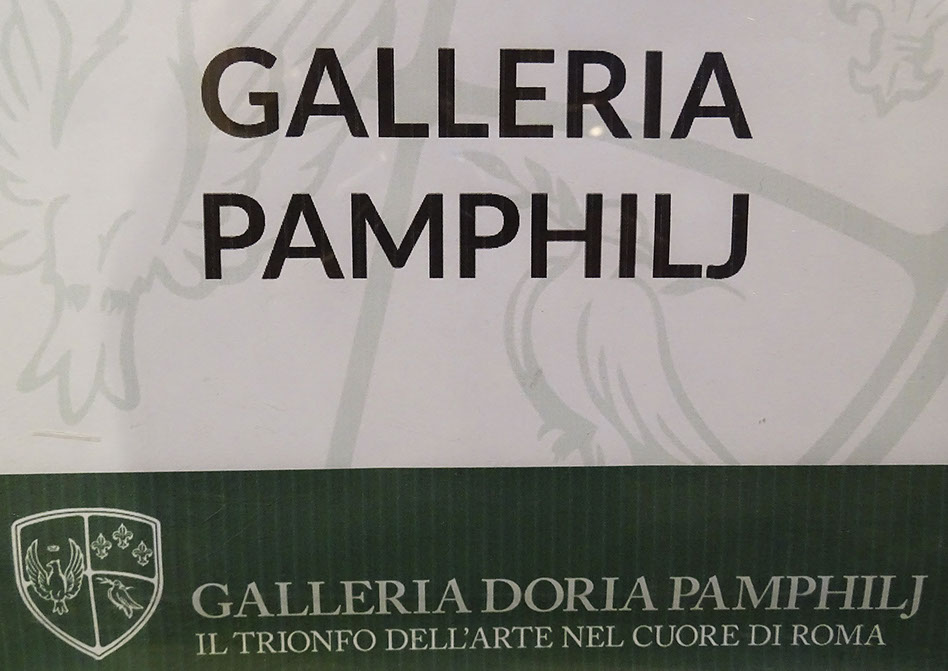 GALLERIA
PAMPHILJ
GALLERIA DORIA PAMPHILJ
IL TRIONFO DELL'ARTE NEL CUORE DI ROMA